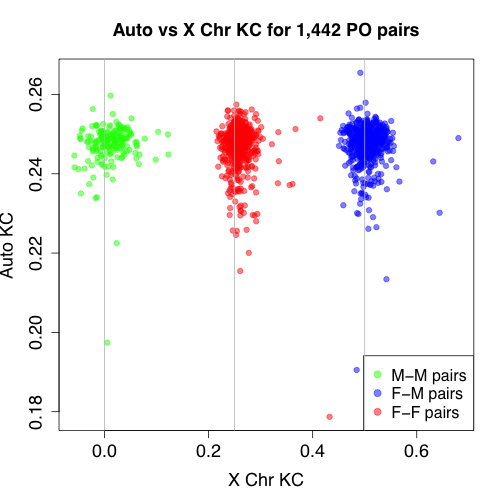 Auto vs X Chr KC for 1,442 PO pairs
Auto KC
0.26
0.24
0.22
0.20
0.18
0.0 0.2 0.4 0.6
X Chr KC
M−M pairs
F−M pairs
F−F pairs